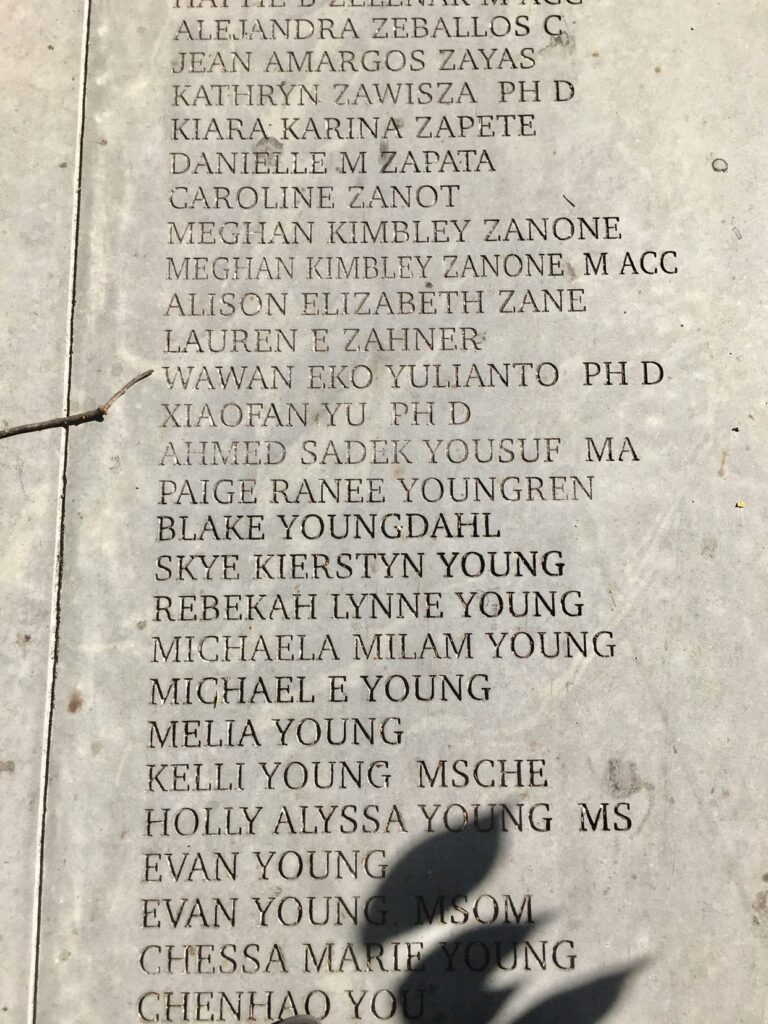 HATTIE D ZELENAR M ACC
ALEJANDRA ZEBALLOS C
JEAN AMARGOS ZAYAS
KATHRYN ZAWISZA PH D
KIARA KARINA ZAPETE
DANIELLE M ZAPATA
CAROLINE ZANOT
MEGHAN KIMBLEY ZANONE
MEGHAN KIMBLEY ZANONE M ACC
ALISON ELIZABETH ZANE
LAUREN E ZAHNER
WAWAN EKO YULIANTO PH D
XIAOFAN YU PH D
AHMED SADEK YOUSUF MA
PAIGE RANEE YOUNGREN
BLAKE YOUNGDAHL
SKYE KIERSTYN YOUNG
REBEKAH LYNNE YOUNG
MICHAELA MILAM YOUNG
MICHAEL E YOUNG
MELIA YOUNG
KELLI YOUNG MSCHE
HOLLY ALYSSA YOUNG MS
EVAN YOUNG
EVAN YOUNG MSOM
CHESSA MARIE YOUNG
CHENHAO YOU